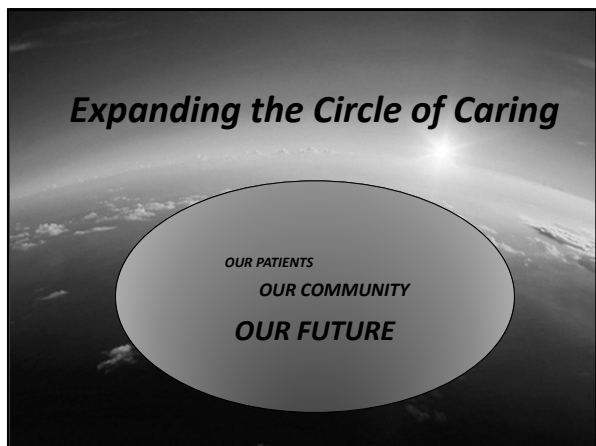 Expanding the Circle of Caring
OUR PATIENTS
OUR COMMUNITY
OUR FUTURE